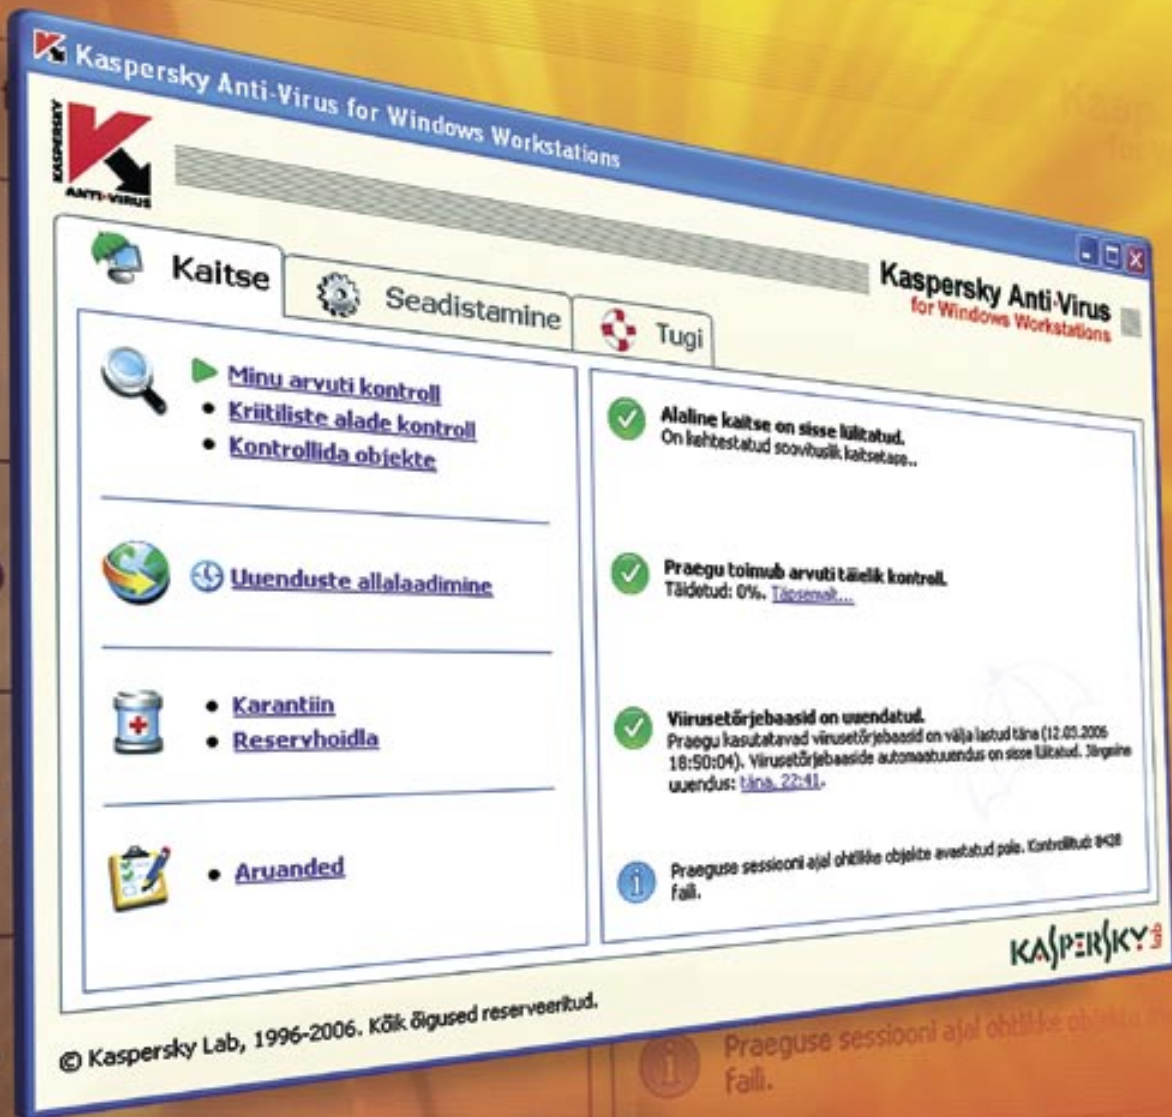 Kaspersky Anti-Virus for Windows Workstations
KASPERSKY
ANTI-VIRUS
Kaspersky Anti-Virus
for Windows Workstations
Kaitse
Seadistamine
Tugi
Minu arvuti kontroll
Kriitiliste alade kontroll
Kontrollida objekte
Uuenduste allalaadimine
Karantiin
Reservhoidla
Aruanded
Alaline kaitse on sisse lülitatud.
On kehtestatud soovituslik kaitsetase..
Praegu toimub arvuti täielik kontroll.
Täidetud: 0%. Täpsemalt...
Viirusetõrjebaasid on uuendatud.
Praegu kasutatavad viirusetõrjebaasid on välja lastud täna (12.03.2006
18:50:04). Viirusetõrjebaaside automaatuuendus on sisse lülitatud. Järgmine
uuendus: täna, 22:41.
Praeguse sessiooni ajal ohtlikke objekte avastatud pole. Kontrollitud: 8428
faili.
KASPERSKY lab
© Kaspersky Lab, 1996-2006. Kõik õigused reserveeritud.
Praeguse sessiooni ajal ohtlikke objekte
faili.